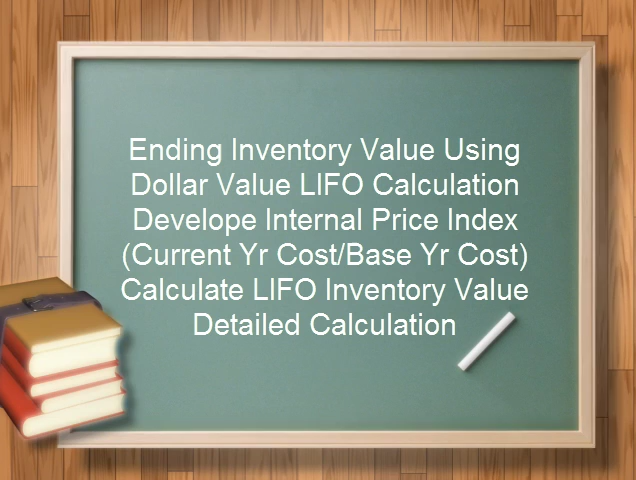 Ending Inventory Value Using
Dollar Value LIFO Calculation
Develope Internal Price Index
(Current Yr Cost/Base Yr Cost)
Calculate LIFO Inventory Value
Detailed Calculation